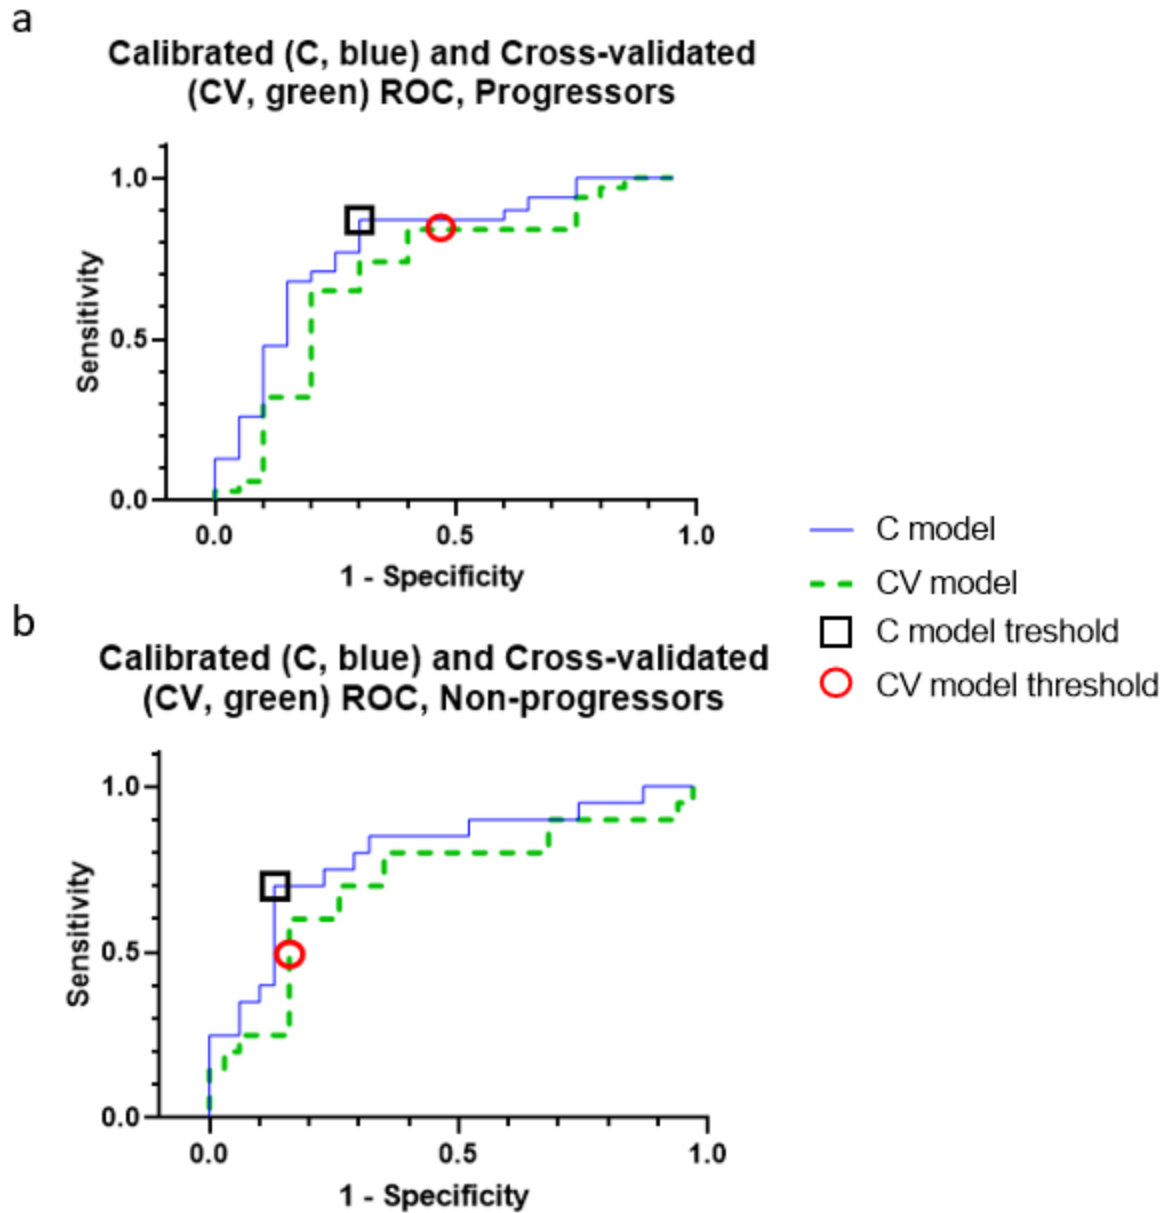 a
Calibrated (C, blue) and Cross-validated
(CV, green) ROC, Progressors
1.0
0.5
0.0
Sensitivity
0.0 0.5 1.0
1 - Specificity
C model
CV model
C model treshold
CV model threshold
b
Calibrated (C, blue) and Cross-validated
(CV, green) ROC, Non-progressors
1.0
0.5
0.0
Sensitivity
0.0 0.5 1.0
1 - Specificity